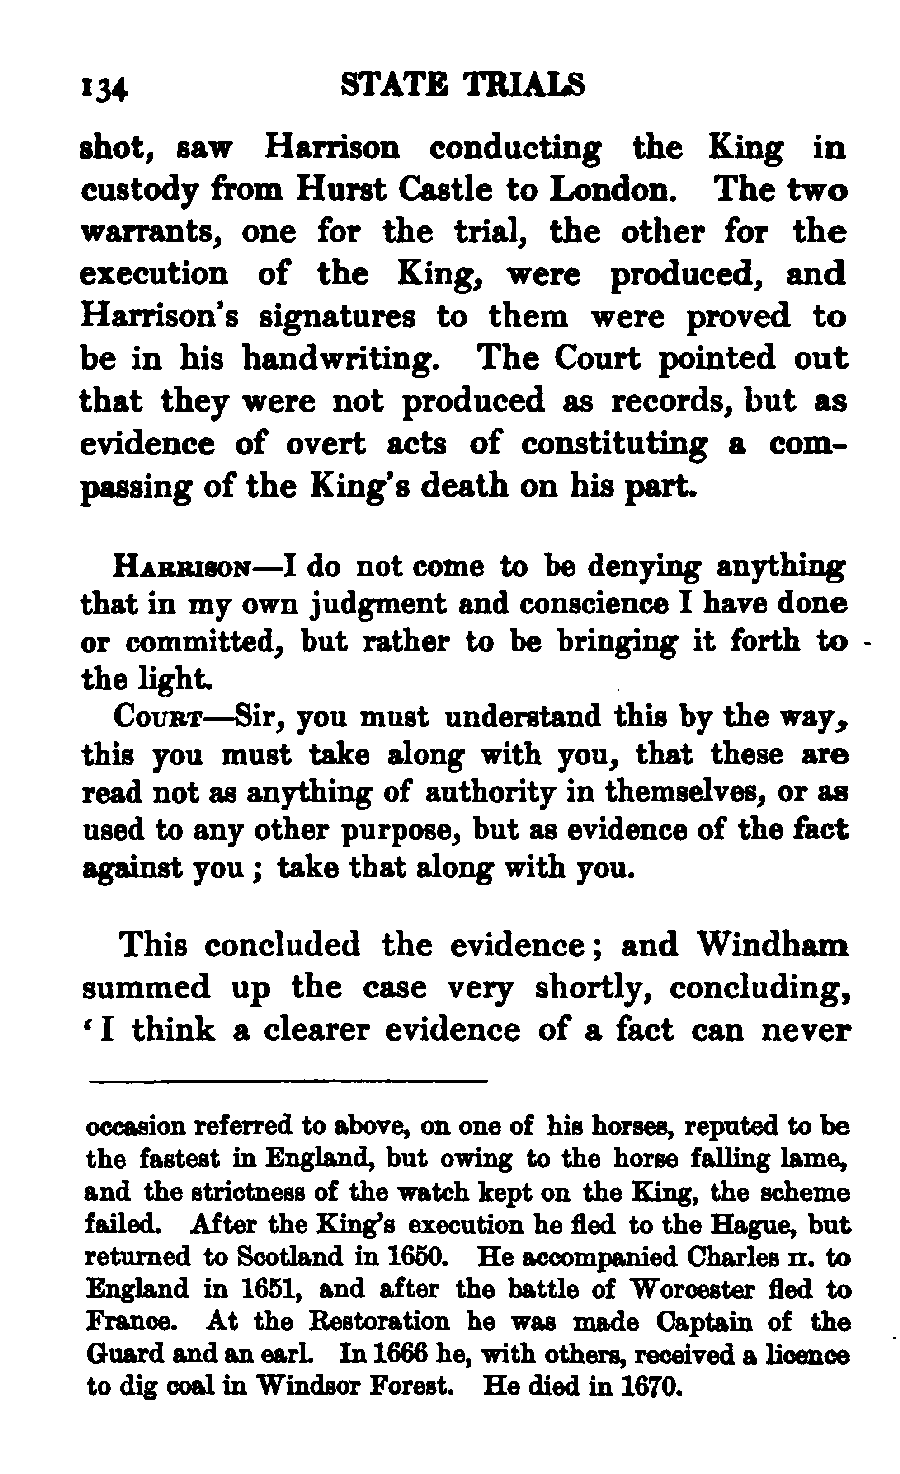 134 STATE TRIALS
shot, saw Harrison conducting the King in
custody from Hurst Castle to London. The two
warrants, one for the trial, the other for the
execution of the King, were produced, and
Harrison's signatures to them were proved to
be in his handwriting. The Court pointed out
that they were not produced as records, but as
evidence of overt acts of constituting a com-
passing of the King's death on his part.
HARRISON—I do not come to be denying anything
that in my own judgment and conscience I have done
or committed, but rather to be bringing it forth to
the light.
COURT—Sir, you must understand this by the way,
this you must take along with you, that these are
read not as anything of authority in themselves, or as
used to any other purpose, but as evidence of the fact
against you ; take that along with you.
This concluded the evidence ; and Windham
summed up the case very shortly, concluding,
‘I think a clearer evidence of a fact can never
occasion referred to above, on one of his horses, reputed to be
the fastest in England, but owing to the horse falling lame,
and the strictness of the watch kept on the King, the scheme
failed. After the King's execution he fled to the Hague, but
returned to Scotland in 1650. He accompanied Charles II. to
England in 1651, and after the battle of Worcester fled to
France. At the Restoration he was made Captain of the
Guard and an earl. In 1666 he, with others, received a licence
to dig coal in Windsor Forest. He died in 1670.